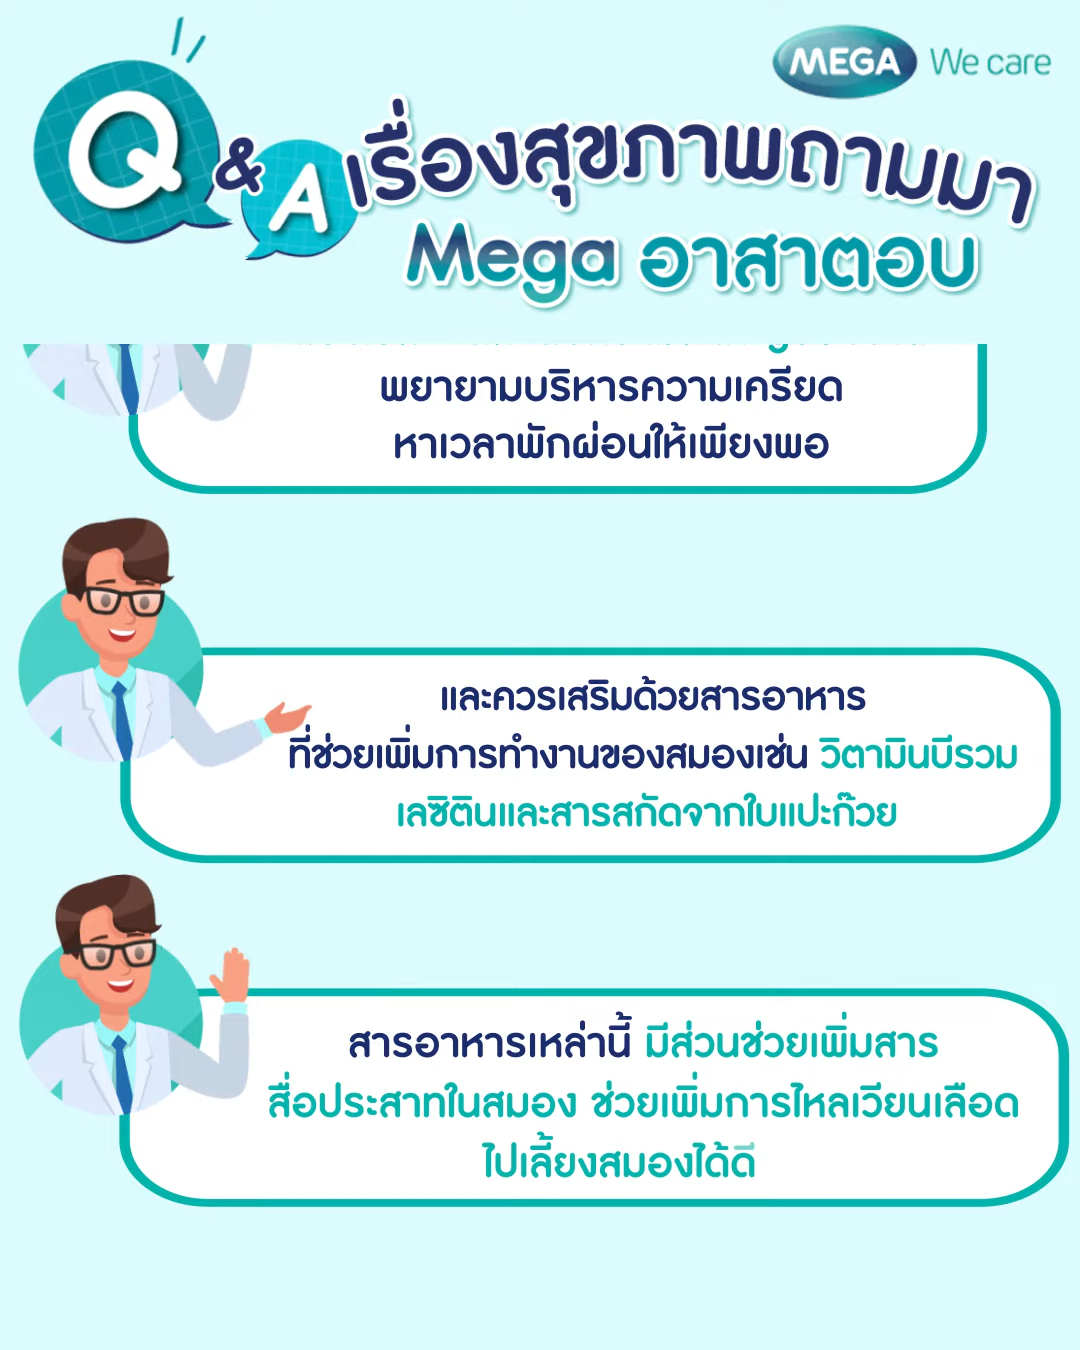 MEGA We care
Q & A เรื่องสุขภาพถามมา
Mega อาสาตอบ
พยายามบริหารความเครียด
หาเวลาพักผ่อนให้เพียงพอ
และควรเสริมด้วยสารอาหาร
ที่ช่วยเพิ่มการทำงานของสมองเช่น วิตามินบีรวม
เลซิตินและสารสกัดจากใบแปะก๊วย
สารอาหารเหล่านี้ มีส่วนช่วยเพิ่มสาร
สื่อประสาทในสมอง ช่วยเพิ่มการไหลเวียนเลือด
ไปเลี้ยงสมองได้ดี